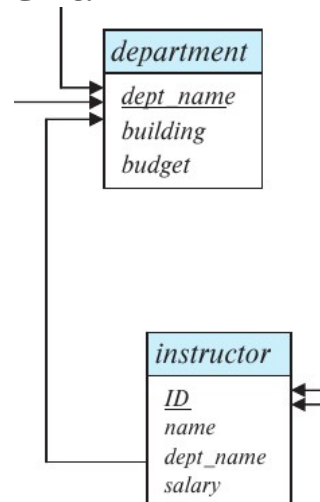 department
dept_name
building
budget
instructor
ID
name
dept_name
salary